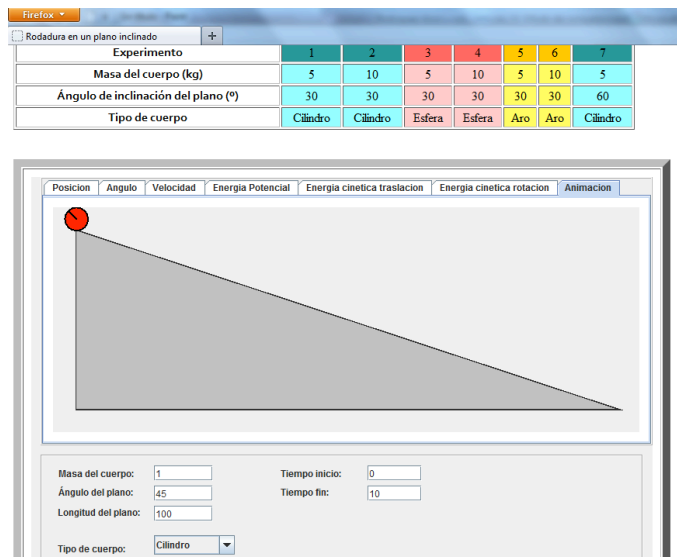 Firefox
Rodadura en un plano inclinado +
Experimento 1 2 3 4 5 6 7
Masa del cuerpo (kg) 5 10 5 10 5 10 5
Ángulo de inclinación del plano (º) 30 30 30 30 30 30 60
Tipo de cuerpo Cilindro Cilindro Esfera Esfera Aro Aro Cilindro
Posicion Angulo Velocidad Energia Potencial Energia cinetica traslacion Energia cinetica rotacion Animacion
Masa del cuerpo: 1 Tiempo inicio: 0
Ángulo del plano: 45 Tiempo fin: 10
Longitud del plano: 100
Tipo de cuerpo: Cilindro